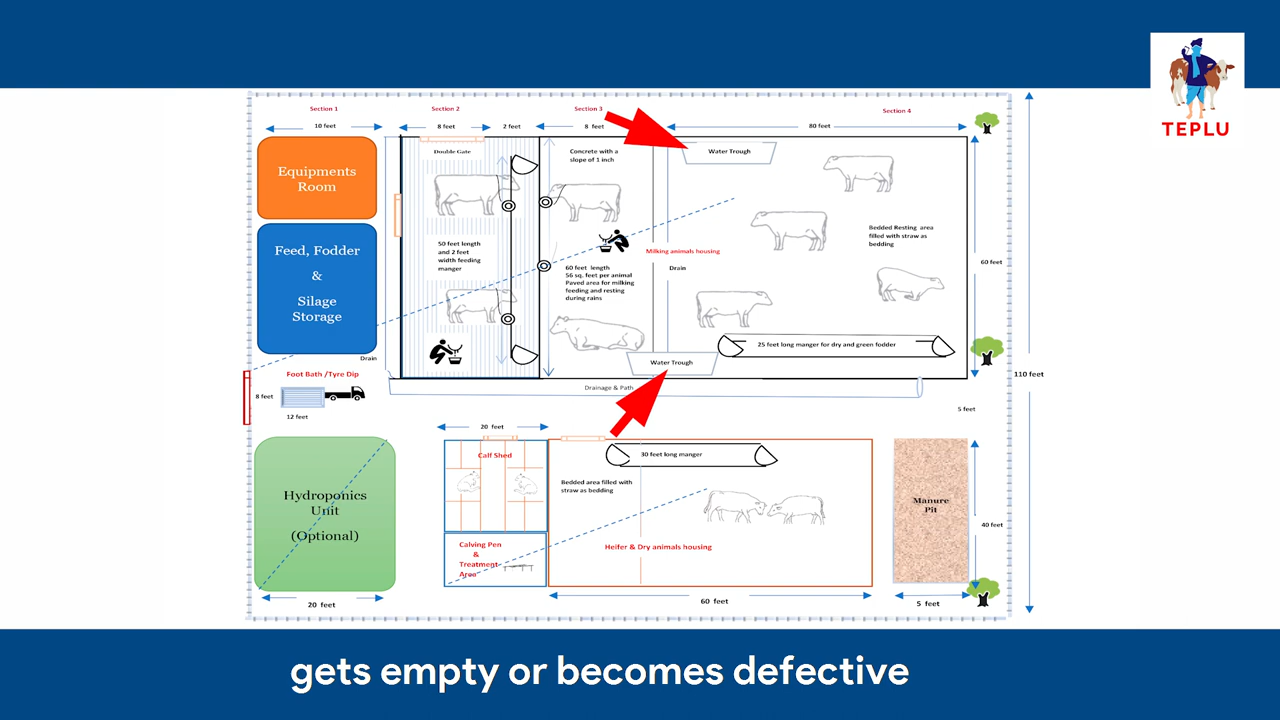 TEPLU
Section 1
Section 2
Section 3
Section 4
10 feet
8 feet
2 feet
8 feet
80 feet
Equipments
Room
Double Gate
Concrete with a
slope of 1 inch
Water Trough
Feed, Fodder
&
Silage
Storage
50 feet length
and 2 feet
width feeding
manger
60 feet length
56 sq. feet per animal
Paved area for milking
feeding and resting
during rains
Milking animals housing
Drain
Bedded Resting area
filled with straw as
bedding
60 feet
25 feet long manger for dry and green fodder
Water Trough
Drain
Foot Bath /Tyre Dip
8 feet
12 feet
Drainage & Path
110 feet
5 feet
20 feet
Calf Shed
30 feet long manger
Bedded area filled with
straw as bedding
Hydroponics
Unit
(Optional)
Manure
Pit
40 feet
Calving Pen
&
Treatment
Area
Heifer & Dry animals housing
20 feet
60 feet
5 feet
gets empty or becomes defective